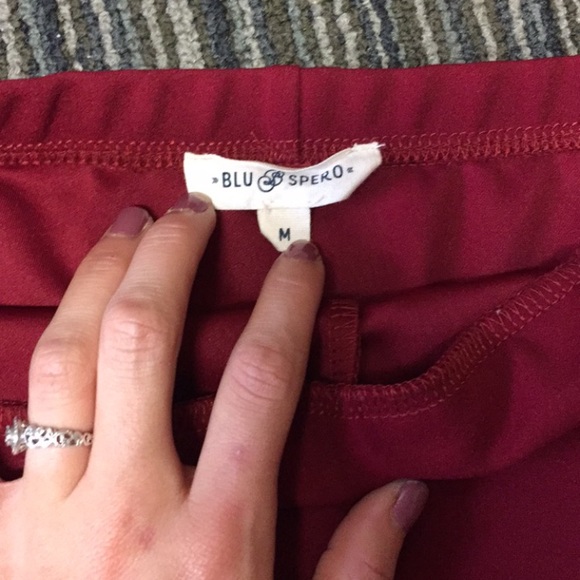 » BLU SPERO «
M